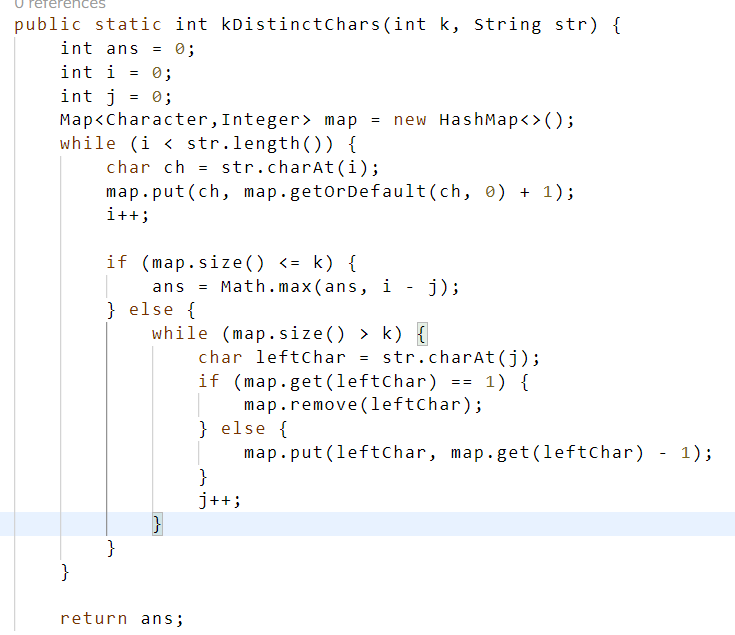 0 references
public static int kDistinctChars(int k, String str) {
    int ans = 0;
    int i = 0;
    int j = 0;
    Map<Character,Integer> map = new HashMap<>();
    while (i < str.length()) {
        char ch = str.charAt(i);
        map.put(ch, map.getOrDefault(ch, 0) + 1);
        i++;

        if (map.size() <= k) {
            ans = Math.max(ans, i - j);
        } else {
            while (map.size() > k) {
                char leftChar = str.charAt(j);
                if (map.get(leftChar) == 1) {
                    map.remove(leftChar);
                } else {
                    map.put(leftChar, map.get(leftChar) - 1);
                }
                j++;
            }
        }
    }

    return ans;